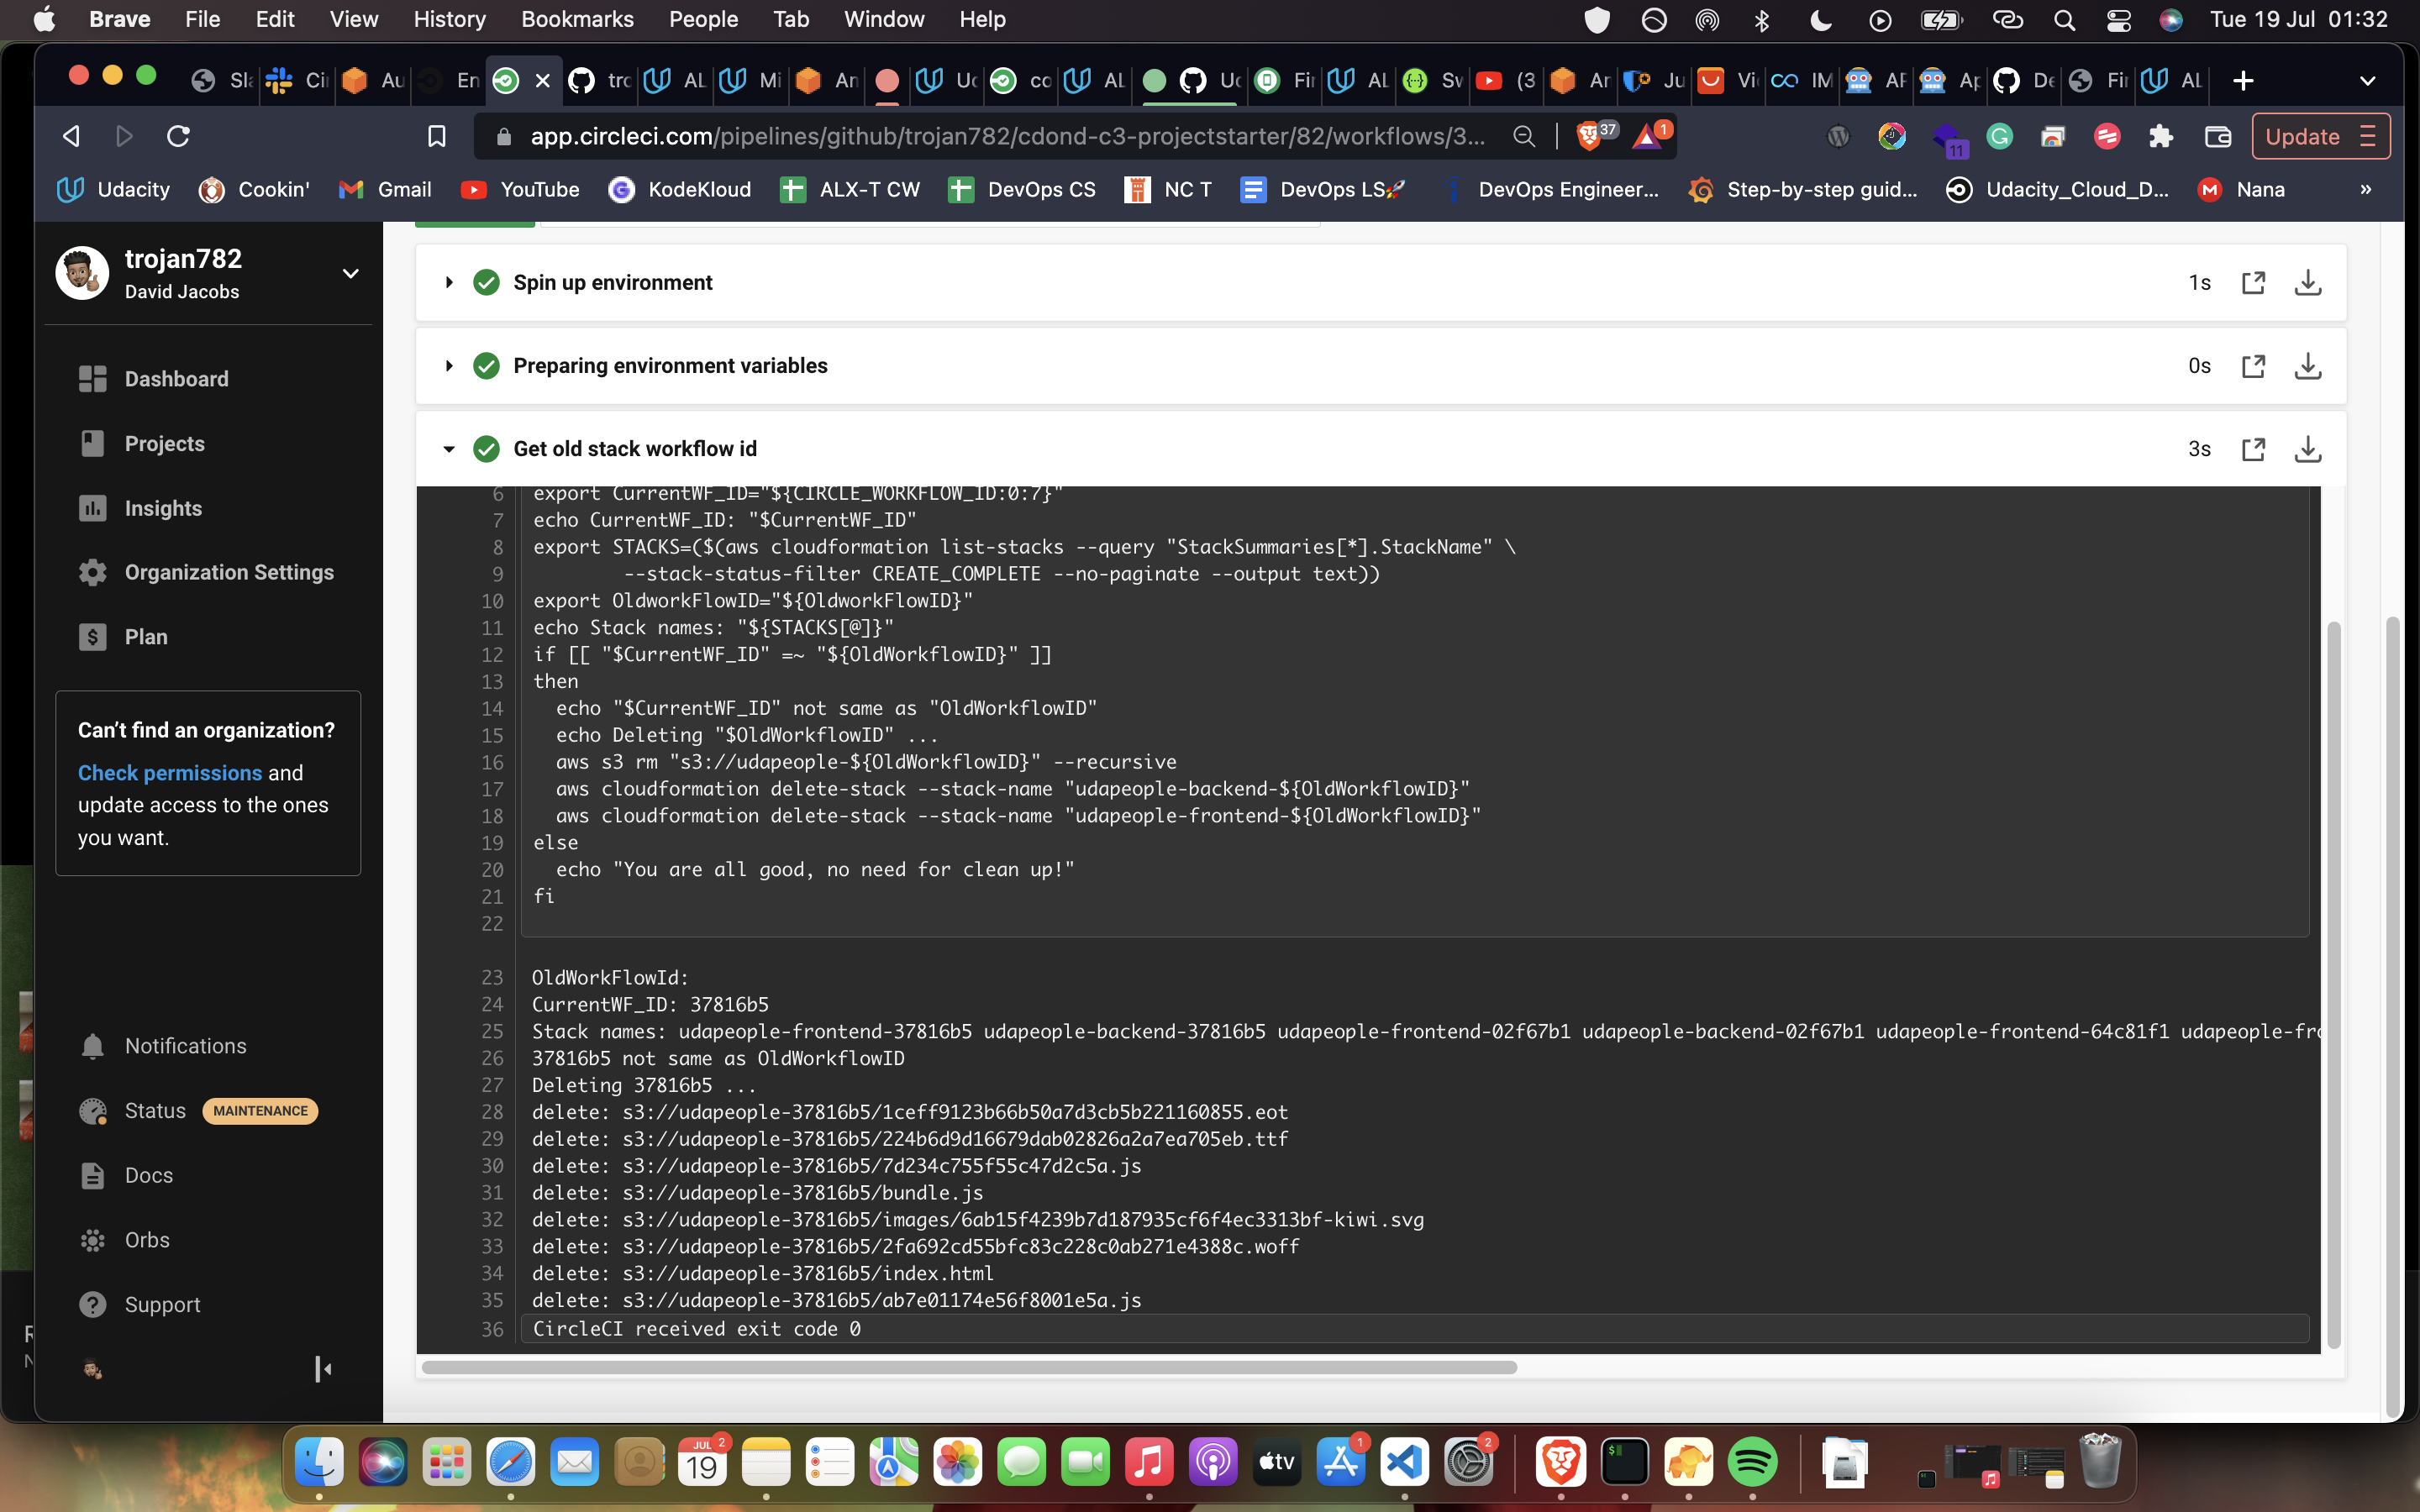 Brave File Edit View History Bookmarks People Tab Window Help Tue 19 Jul 01:32
Sla Ci Au En tro AL Mi An Uc co AL Uc Fir AL Sw (3 Ar Ju Vi IM AF Ap De Fir AL
app.circleci.com/pipelines/github/trojan782/cdond-c3-projectstarter/82/workflows/3... 37 1 11 Update
Udacity Cookin' Gmail YouTube KodeKloud ALX-T CW DevOps CS NC T DevOps LS🚀 DevOps Engineer... Step-by-step guid... Udacity_Cloud_D... Nana »
trojan782
David Jacobs
Dashboard
Projects
Insights
Organization Settings
Plan
Can't find an organization?
Check permissions and
update access to the ones
you want.
Notifications
Status MAINTENANCE
Docs
Orbs
Support
Spin up environment 1s
Preparing environment variables 0s
Get old stack workflow id 3s
6 export CurrentWF_ID="${CIRCLE_WORKFLOW_ID:0:7}"
7 echo CurrentWF_ID: "$CurrentWF_ID"
8 export STACKS=($(aws cloudformation list-stacks --query "StackSummaries[*].StackName" \
9 --stack-status-filter CREATE_COMPLETE --no-paginate --output text))
10 export OldworkFlowID="${OldworkFlowID}"
11 echo Stack names: "${STACKS[@]}"
12 if [[ "$CurrentWF_ID" =~ "${OldWorkflowID}" ]]
13 then
14 echo "$CurrentWF_ID" not same as "OldWorkflowID"
15 echo Deleting "$OldWorkflowID" ...
16 aws s3 rm "s3://udapeople-${OldWorkflowID}" --recursive
17 aws cloudformation delete-stack --stack-name "udapeople-backend-${OldWorkflowID}"
18 aws cloudformation delete-stack --stack-name "udapeople-frontend-${OldWorkflowID}"
19 else
20 echo "You are all good, no need for clean up!"
21 fi
22
23 OldWorkFlowId:
24 CurrentWF_ID: 37816b5
25 Stack names: udapeople-frontend-37816b5 udapeople-backend-37816b5 udapeople-frontend-02f67b1 udapeople-backend-02f67b1 udapeople-frontend-64c81f1 udapeople-fro
26 37816b5 not same as OldWorkflowID
27 Deleting 37816b5 ...
28 delete: s3://udapeople-37816b5/1ceff9123b66b50a7d3cb5b221160855.eot
29 delete: s3://udapeople-37816b5/224b6d9d16679dab02826a2a7ea705eb.ttf
30 delete: s3://udapeople-37816b5/7d234c755f55c47d2c5a.js
31 delete: s3://udapeople-37816b5/bundle.js
32 delete: s3://udapeople-37816b5/images/6ab15f4239b7d187935cf6f4ec3313bf-kiwi.svg
33 delete: s3://udapeople-37816b5/2fa692cd55bfc83c228c0ab271e4388c.woff
34 delete: s3://udapeople-37816b5/index.html
35 delete: s3://udapeople-37816b5/ab7e01174e56f8001e5a.js
36 CircleCI received exit code 0
JUL 2
19
tv
1
2